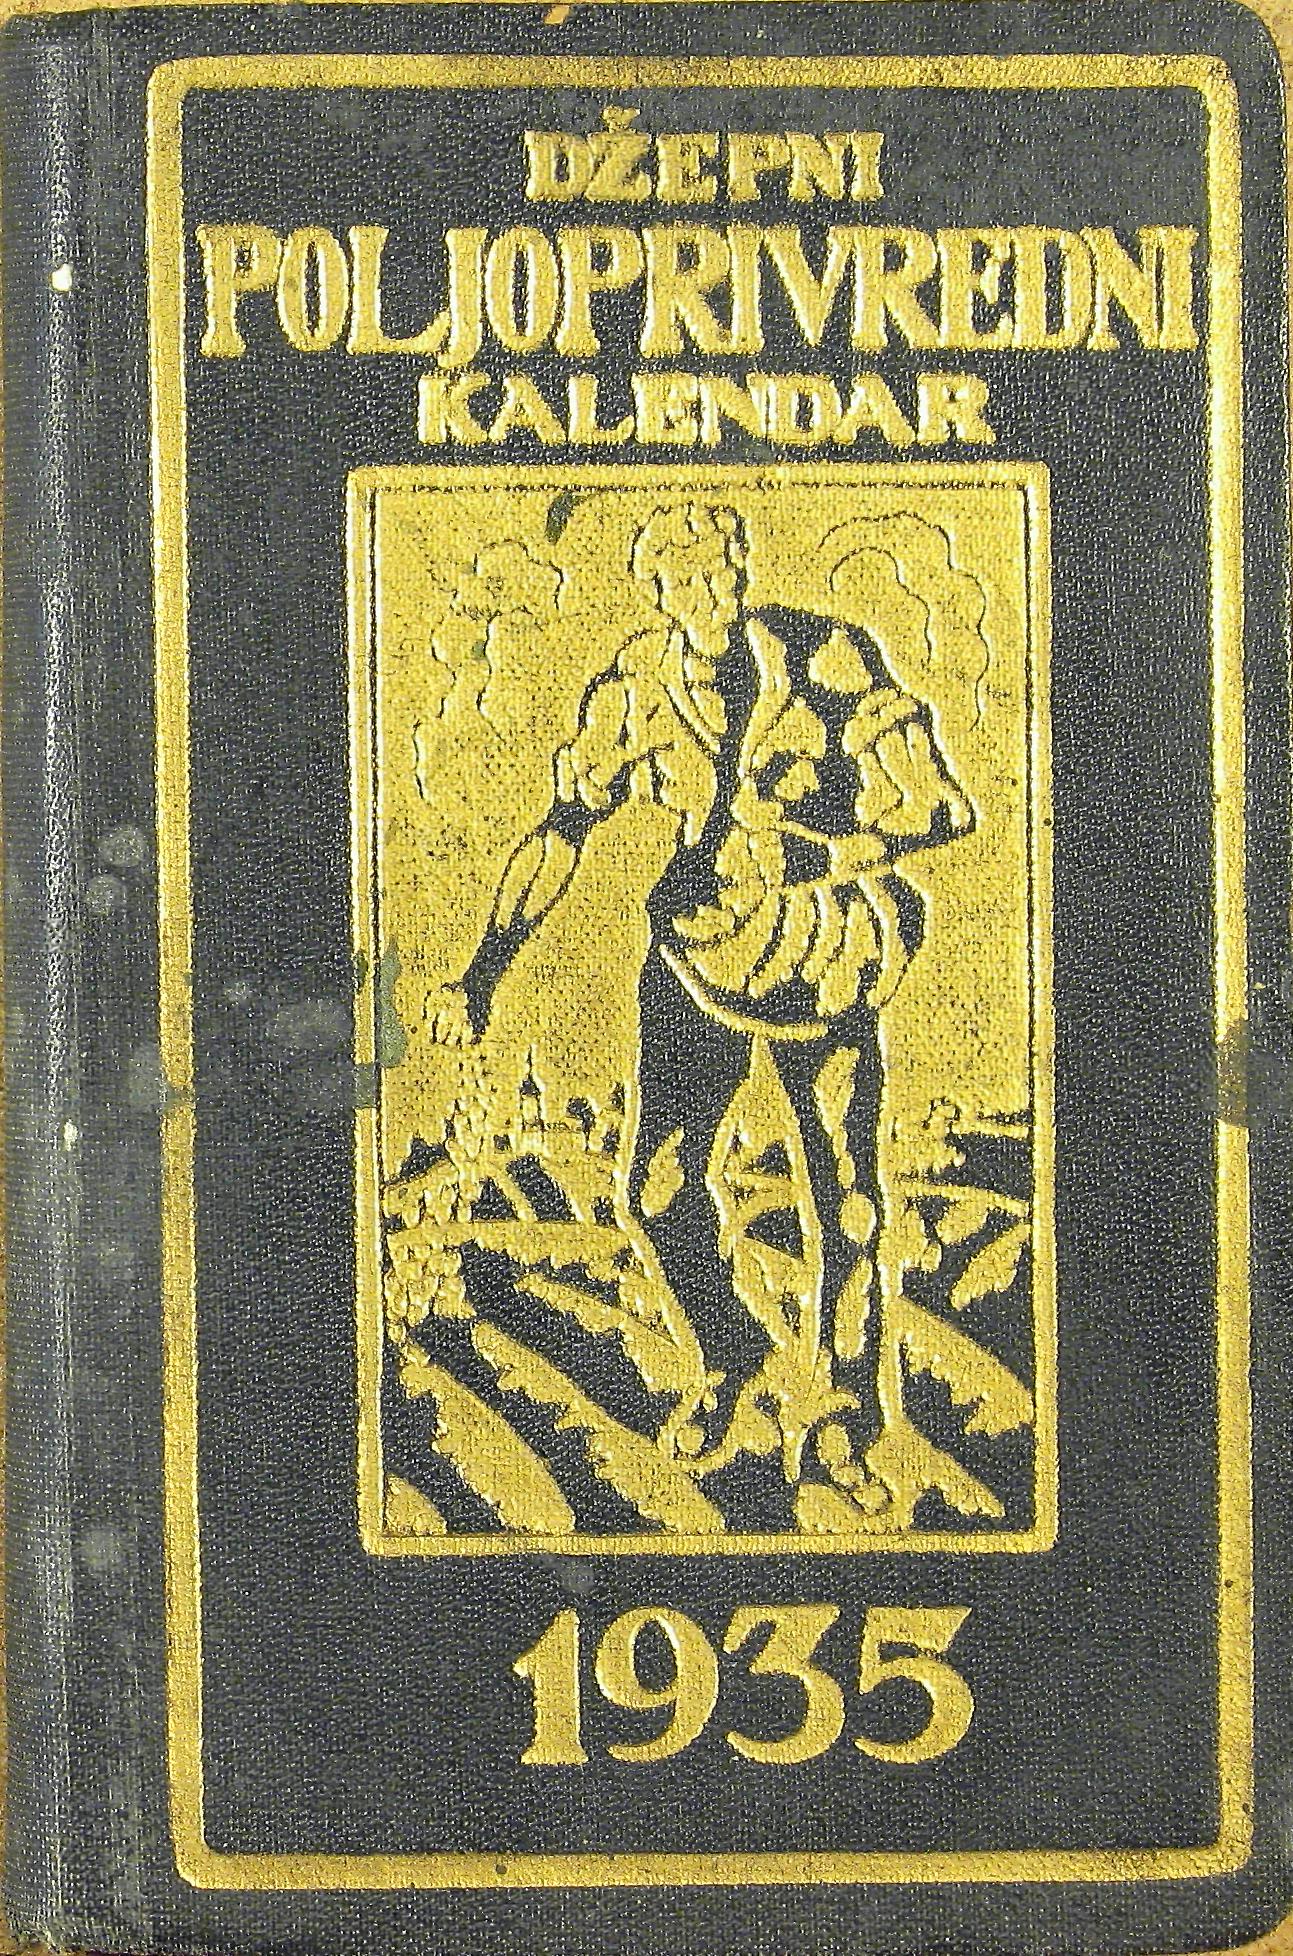 DŽEPNI
POLJOPRIVREDNI
KALENDAR
1935